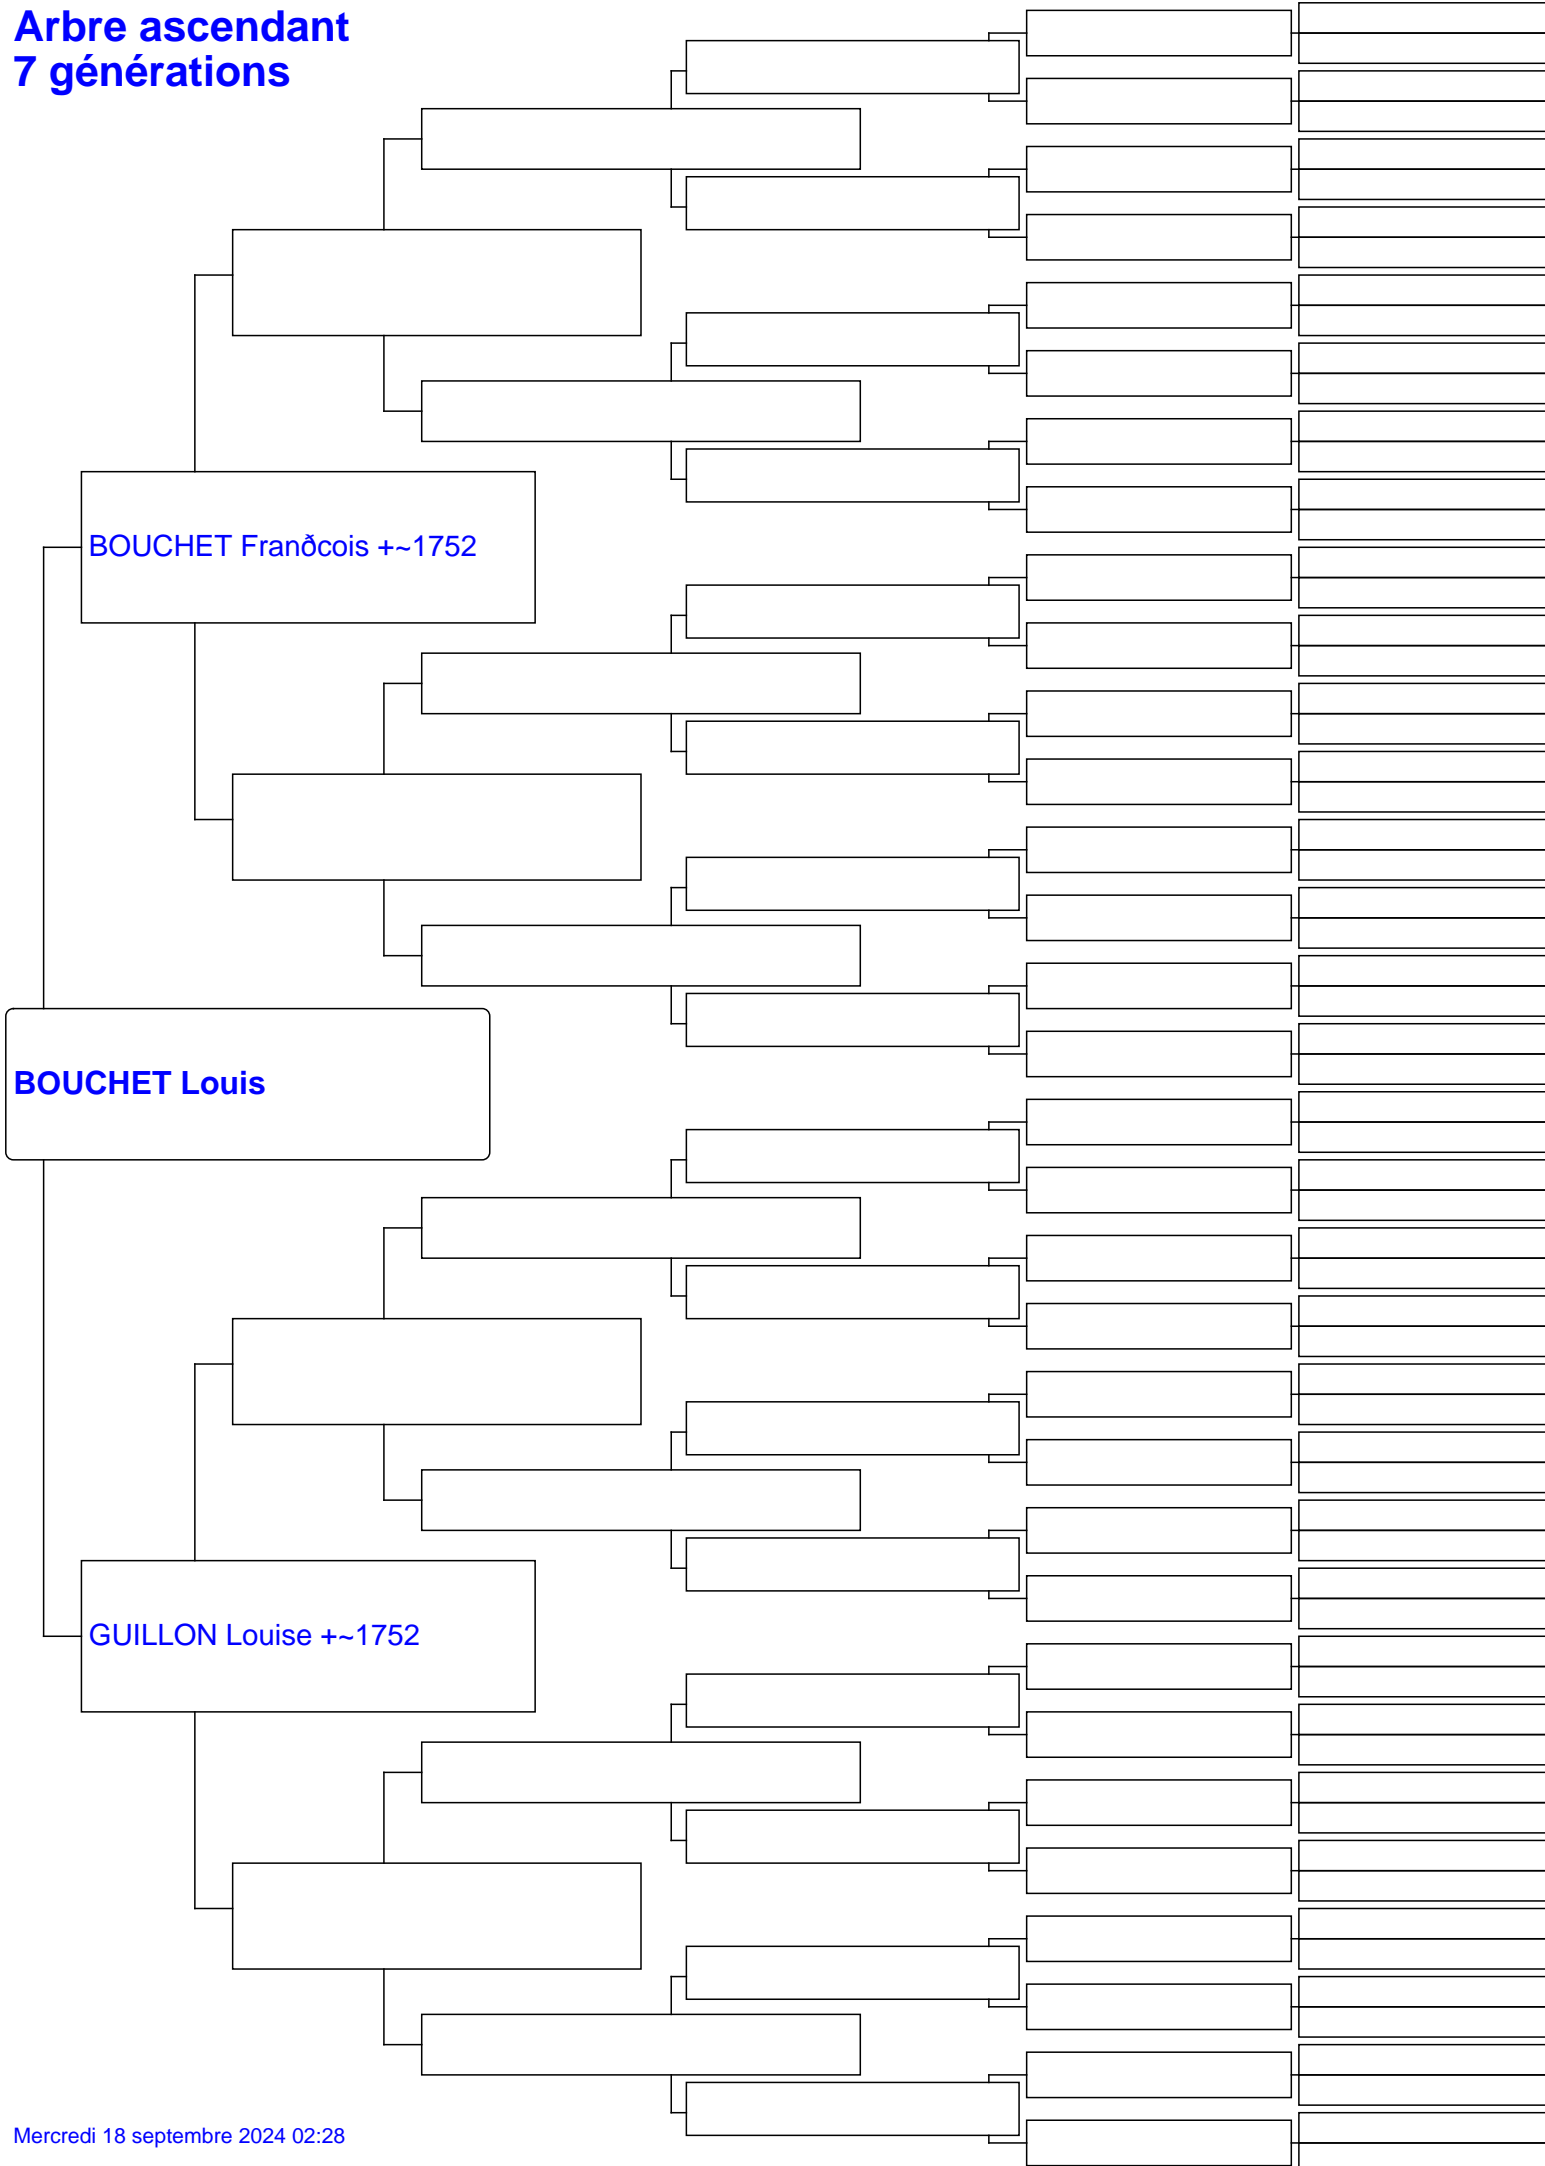 Arbre ascendant
7 générations
BOUCHET Franðcois +~1752
BOUCHET Louis
GUILLON Louise +~1752
Mercredi 18 septembre 2024 02:28